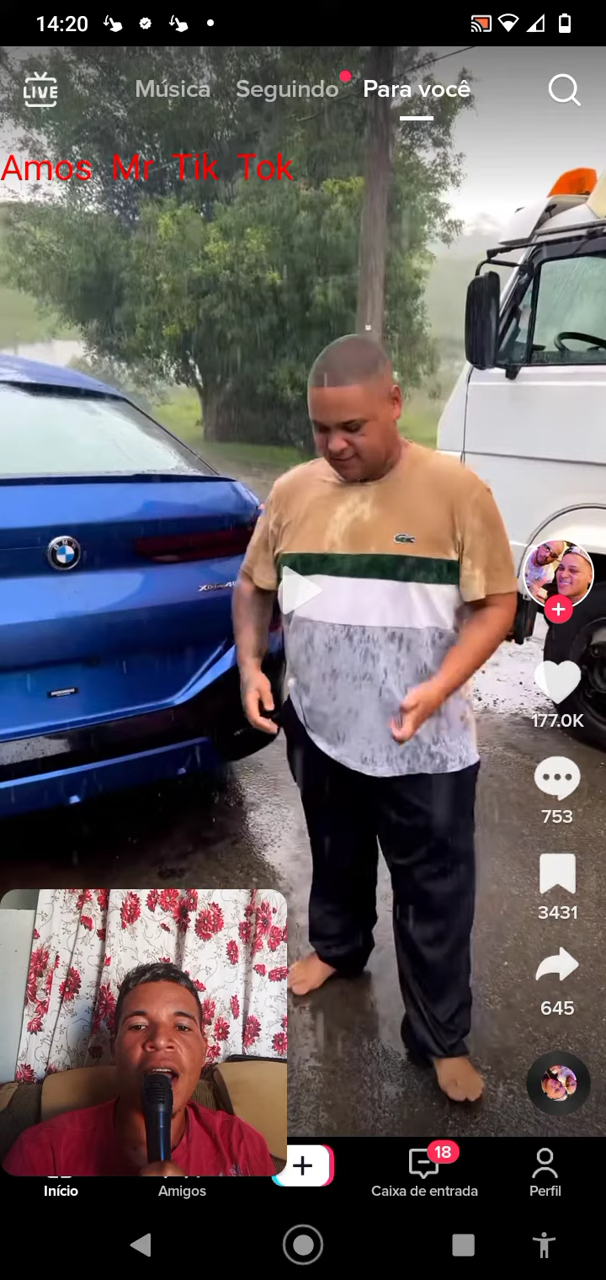 14:20
LIVE
Música Seguindo Para você
Amos Mr Tik Tok
BMW
177.0K
753
3431
645
18
Início Amigos Caixa de entrada Perfil